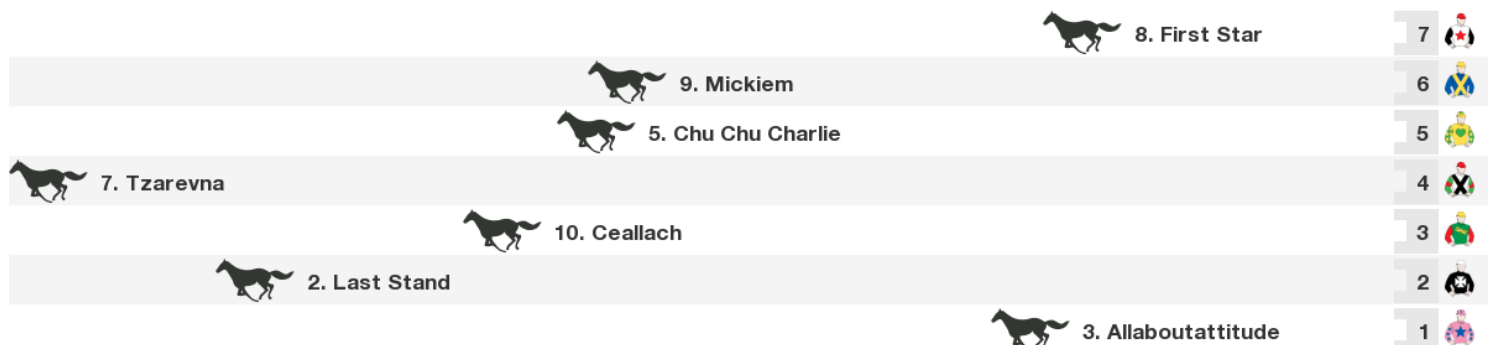 8. First Star 7
9. Mickiem 6
5. Chu Chu Charlie 5
7. Tzarevna 4
10. Ceallach 3
2. Last Stand 2
3. Allaboutattitude 1